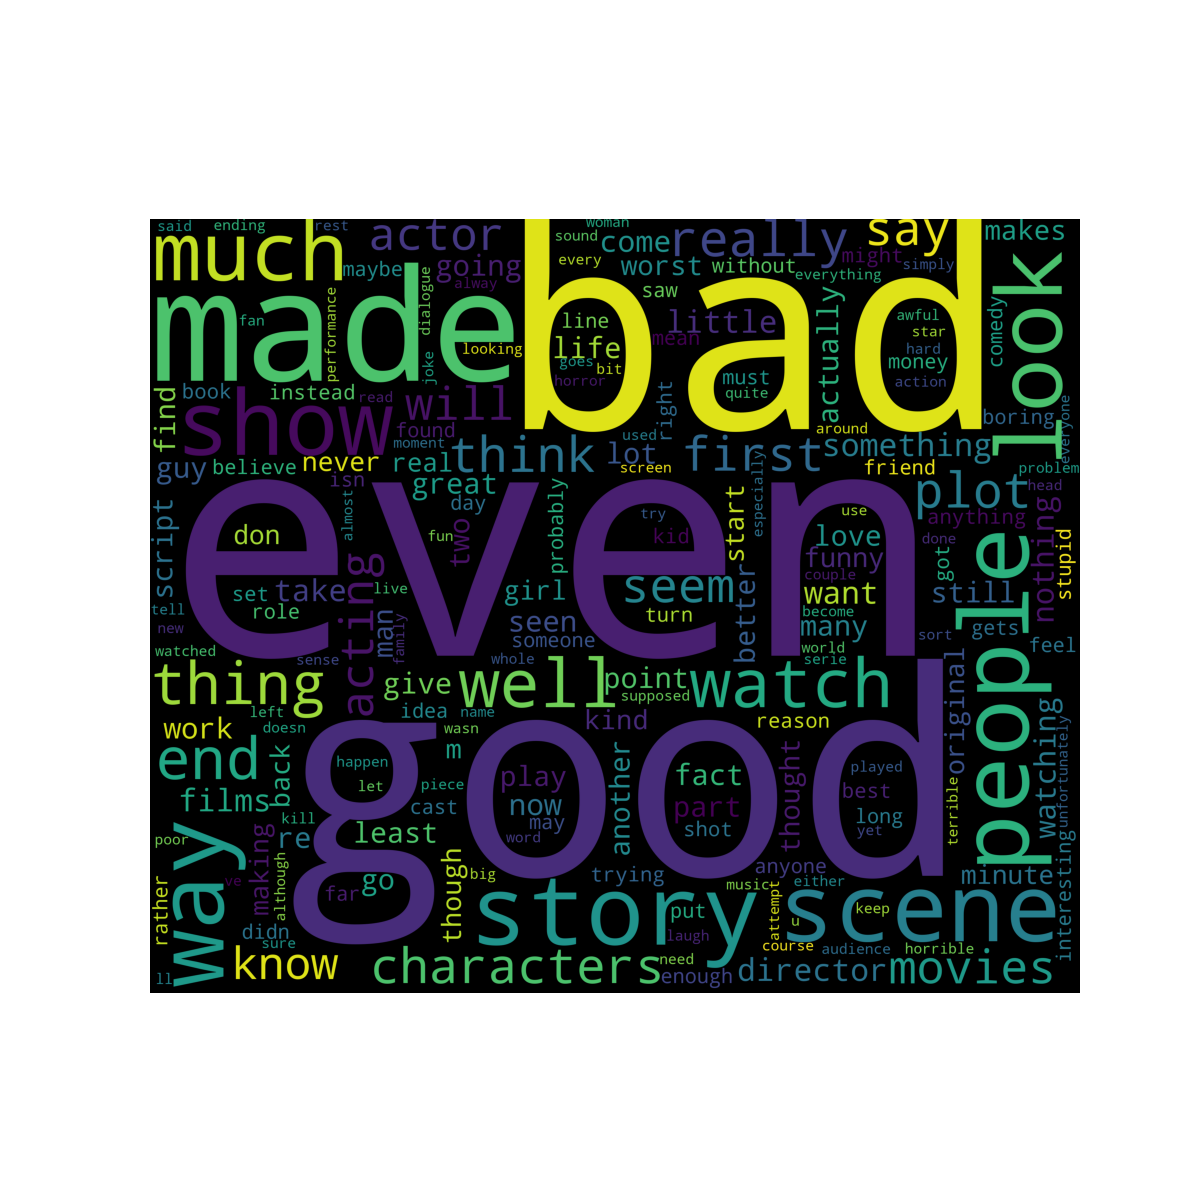 said
ending
rest
woman
say
makes
much
actor
sound
come
really
maybe
going
every
worst
without
might
simply
everything
alway
saw
made
bad
look
fan
performance
dialogue
joke
looking
line
life
goes
bit
horror
little
mean
must
quite
actually
awful
star
hard
money
action
comedy
book
instead
read
will
right
boring
everyone
find
show
found
moment
used
around
think
lot
first
something
guy
believe
never
real
screen
friend
problem
isn
great
day
probably
especially
plot
head
script
almost
even
try
use
anything
nothing
don
fun
two
kid
start
love
done
got
stupid
funny
couple
set
take
live
girl
seem
want
still
tell
role
acting
man
family
seen
someone
turn
better
become
many
new
sort
gets
feel
watched
sense
whole
world
serie
thing
give
well
point
supposed
watch
original
people
left
idea
name
work
doesn
wasn
kind
reason
end
back
m
happen
let
piece
play
fact
played
good
another
thought
watching
unfortunately
films
cast
now
part
best
long
kill
re
least
may
word
shot
yet
terrible
poor
way
making
although
anyone
interesting
ve
far
go
though
big
trying
music
either
minute
rather
story
put
attempt
u
keep
scene
didn
sure
laugh
course
audience
horrible
ll
know
characters
need
enough
director
movies